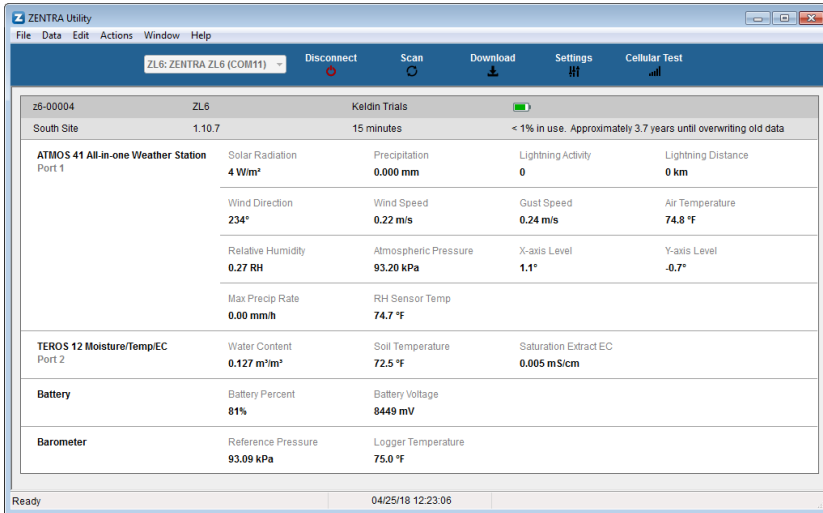 ZENTRA Utility
File Data Edit Actions Window Help
ZL6: ZENTRA ZL6 (COM11) Disconnect Scan Download Settings Cellular Test
z6-00004 ZL6 Keldin Trials
South Site 1.10.7 15 minutes < 1% in use. Approximately 3.7 years until overwriting old data
ATMOS 41 All-in-one Weather Station Solar Radiation Precipitation Lightning Activity Lightning Distance
Port 1 4 W/m² 0.000 mm 0 0 km
Wind Direction Wind Speed Gust Speed Air Temperature
234° 0.22 m/s 0.24 m/s 74.8 °F
Relative Humidity Atmospheric Pressure X-axis Level Y-axis Level
0.27 RH 93.20 kPa 1.1° -0.7°
Max Precip Rate RH Sensor Temp
0.00 mm/h 74.7 °F
TEROS 12 Moisture/Temp/EC Water Content Soil Temperature Saturation Extract EC
Port 2 0.127 m³/m³ 72.5 °F 0.005 mS/cm
Battery Battery Percent Battery Voltage
81% 8449 mV
Barometer Reference Pressure Logger Temperature
93.09 kPa 75.0 °F
Ready 04/25/18 12:23:06